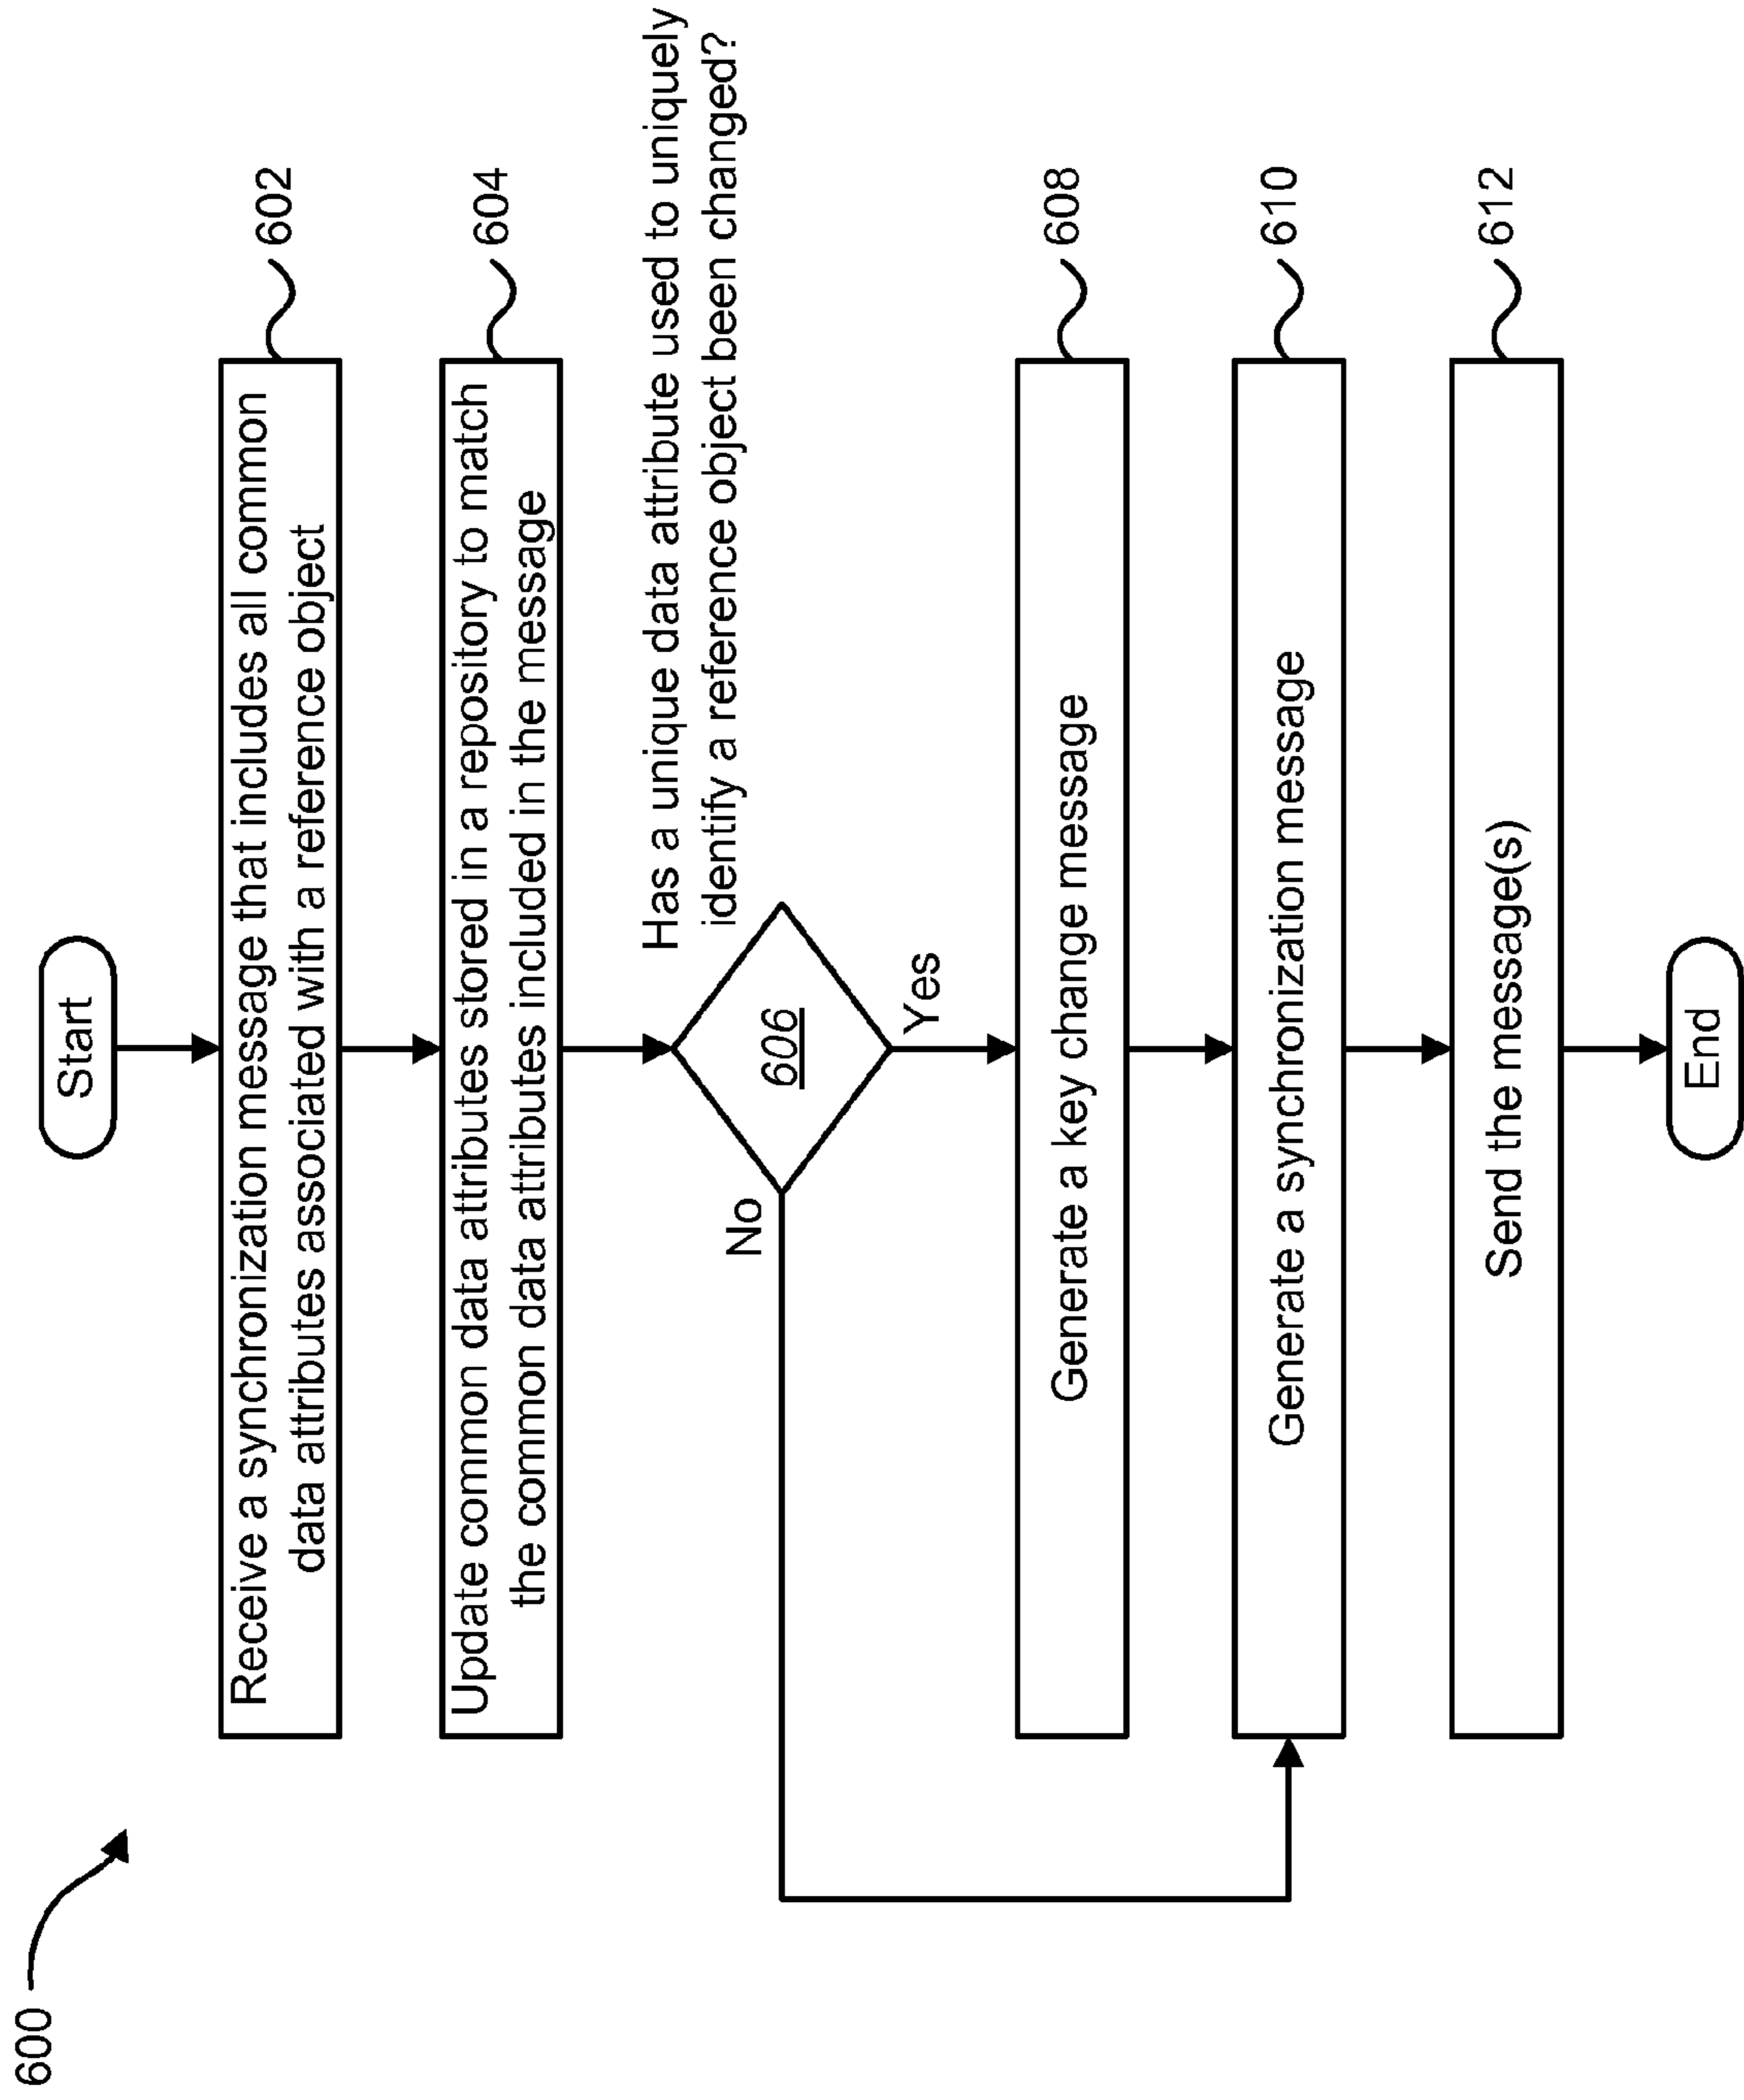 600
Start
Receive a synchronization message that includes all common
data attributes associated with a reference object
602
Update common data attributes stored in a repository to match
the common data attributes included in the message
604
Has a unique data attribute used to uniquely
identify a reference object been changed?
606
No
Yes
Generate a key change message
608
Generate a synchronization message
610
Send the message(s)
612
End